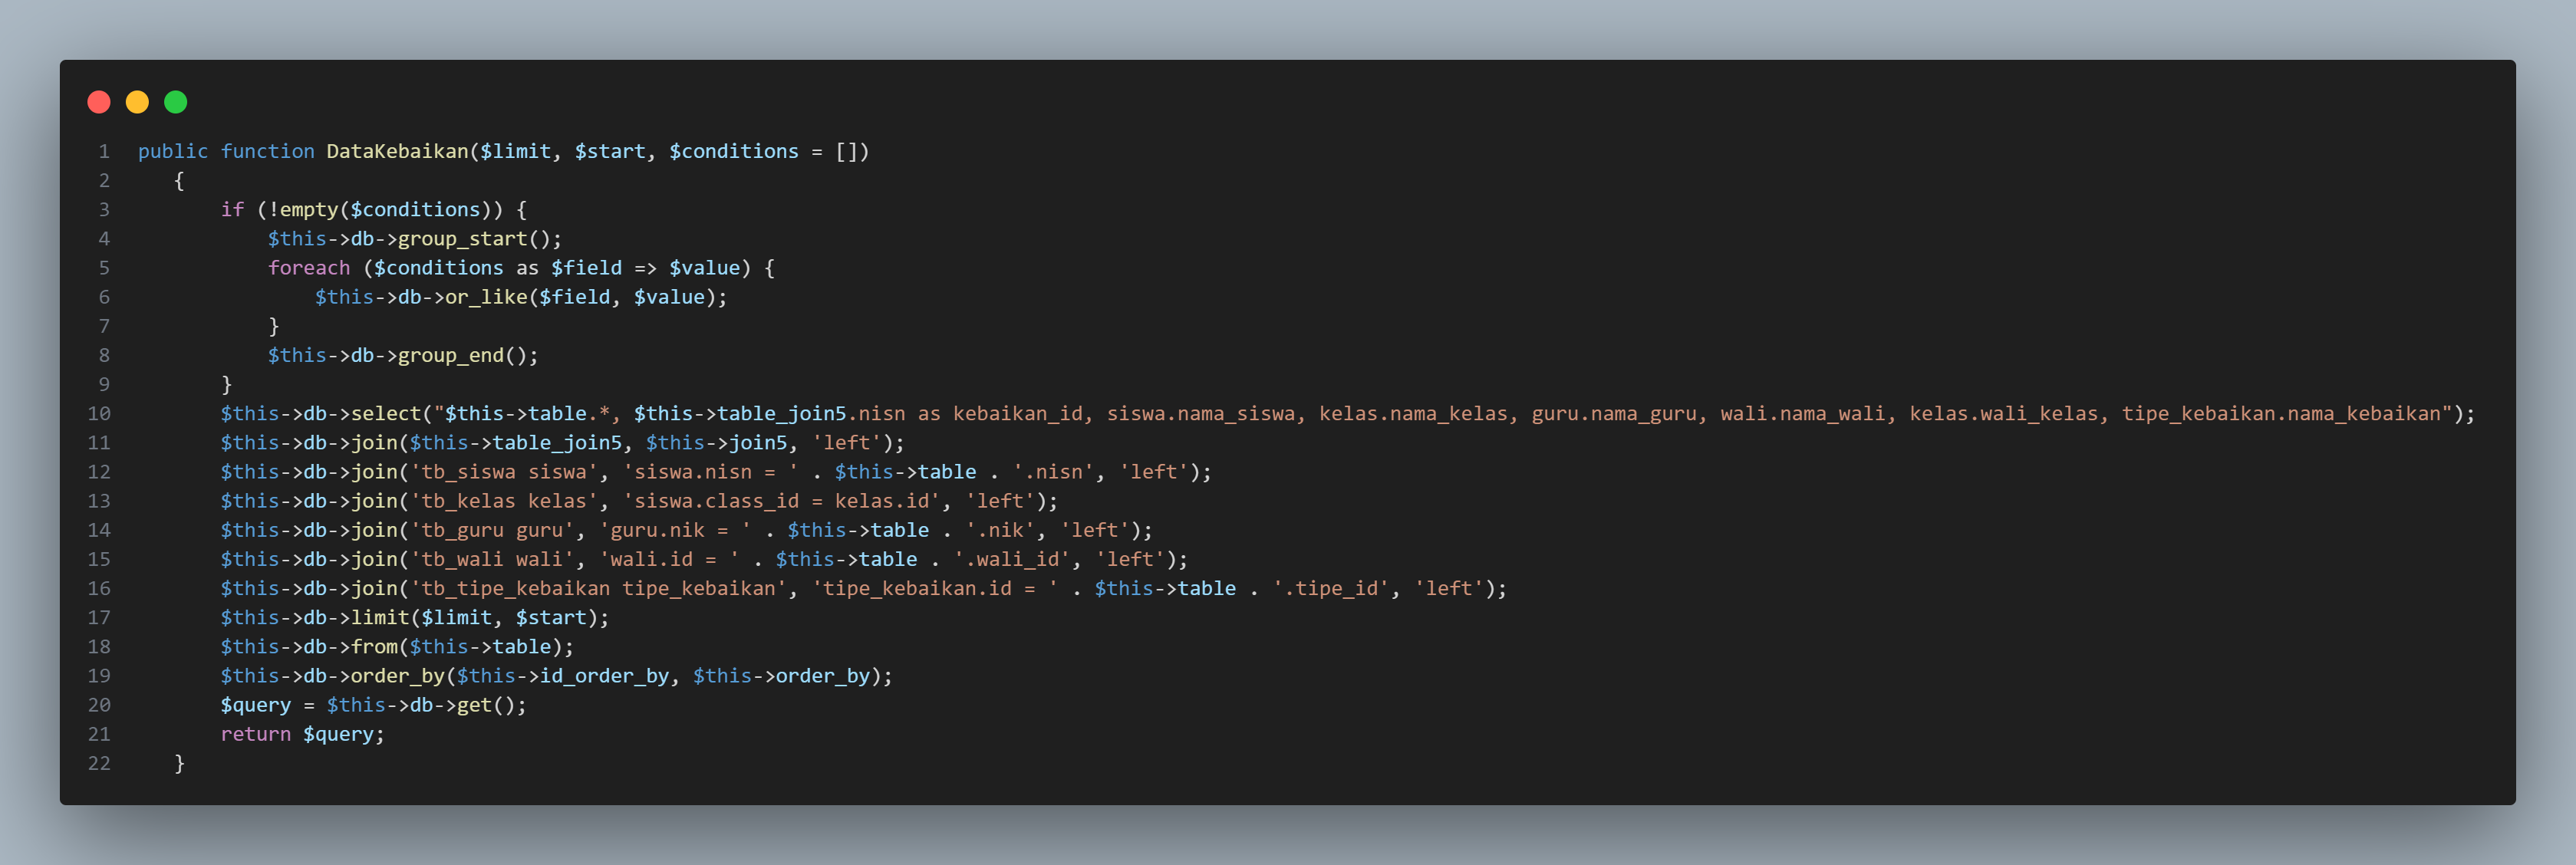 1 public function DataKebaikan($limit, $start, $conditions = [])
2 {
3 if (!empty($conditions)) {
4 $this->db->group_start();
5 foreach ($conditions as $field => $value) {
6 $this->db->or_like($field, $value);
7 }
8 $this->db->group_end();
9 }
10 $this->db->select("$this->table.*, $this->table_join5.nisn as kebaikan_id, siswa.nama_siswa, kelas.nama_kelas, guru.nama_guru, wali.nama_wali, kelas.wali_kelas, tipe_kebaikan.nama_kebaikan");
11 $this->db->join($this->table_join5, $this->join5, 'left');
12 $this->db->join('tb_siswa siswa', 'siswa.nisn = ' . $this->table . '.nisn', 'left');
13 $this->db->join('tb_kelas kelas', 'siswa.class_id = kelas.id', 'left');
14 $this->db->join('tb_guru guru', 'guru.nik = ' . $this->table . '.nik', 'left');
15 $this->db->join('tb_wali wali', 'wali.id = ' . $this->table . '.wali_id', 'left');
16 $this->db->join('tb_tipe_kebaikan tipe_kebaikan', 'tipe_kebaikan.id = ' . $this->table . '.tipe_id', 'left');
17 $this->db->limit($limit, $start);
18 $this->db->from($this->table);
19 $this->db->order_by($this->id_order_by, $this->order_by);
20 $query = $this->db->get();
21 return $query;
22 }